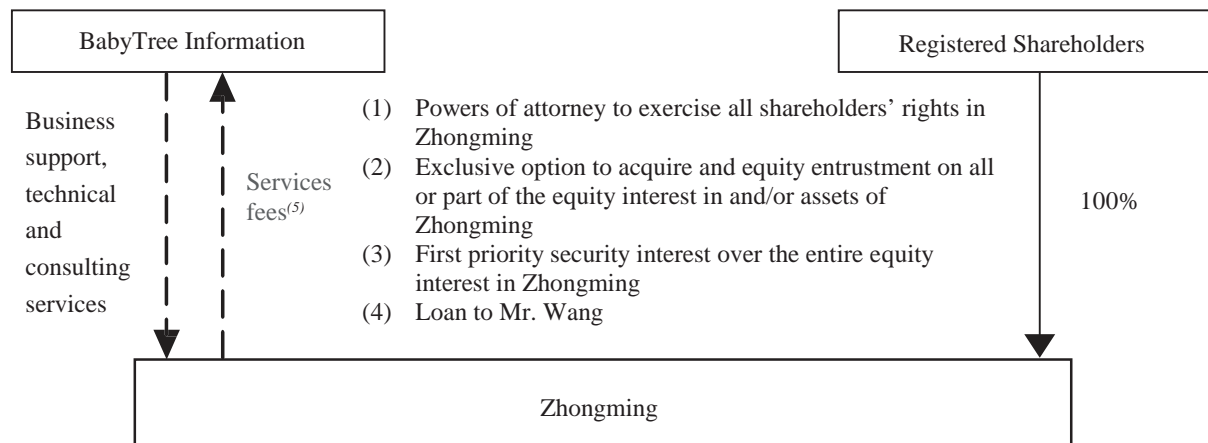 BabyTree Information
Registered Shareholders
Business
support,
technical
and
consulting
services
Services
fees(5)
(1) Powers of attorney to exercise all shareholders’ rights in
Zhongming
(2) Exclusive option to acquire and equity entrustment on all
or part of the equity interest in and/or assets of
Zhongming
(3) First priority security interest over the entire equity
interest in Zhongming
(4) Loan to Mr. Wang
100%
Zhongming